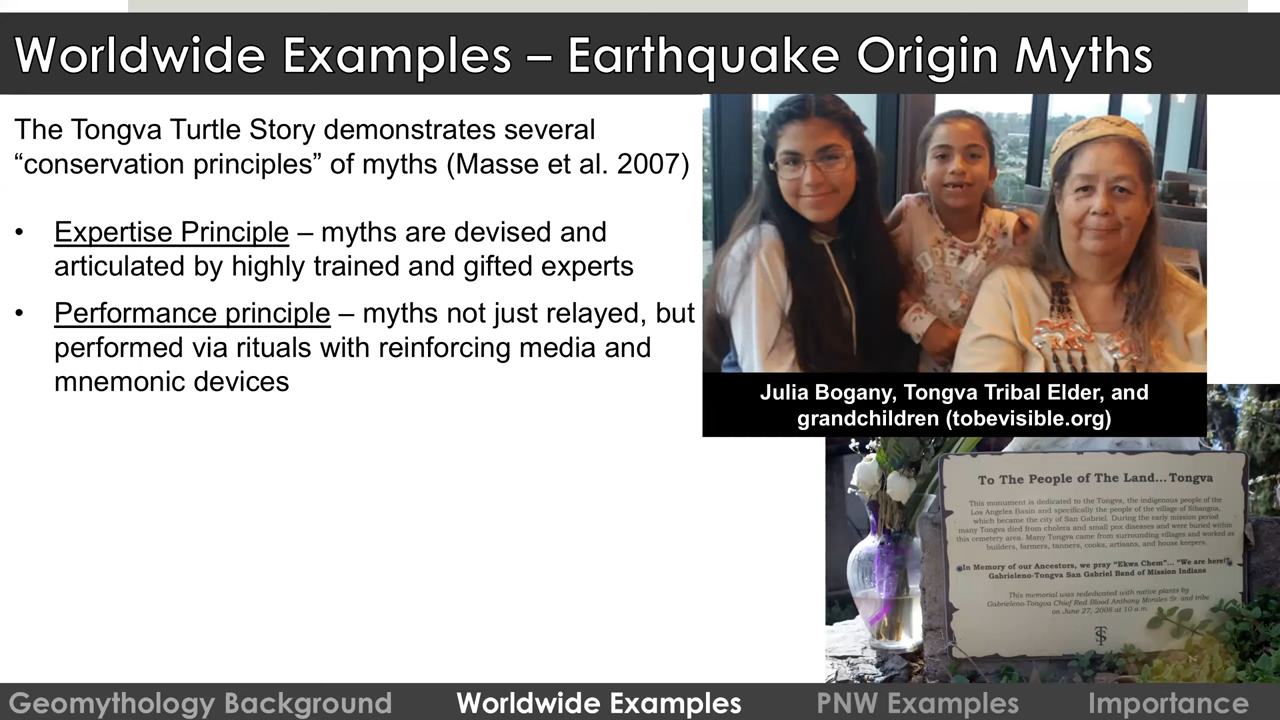 Worldwide Examples – Earthquake Origin Myths
The Tongva Turtle Story demonstrates several
“conservation principles” of myths (Masse et al. 2007)
• Expertise Principle – myths are devised and
articulated by highly trained and gifted experts
• Performance principle – myths not just relayed, but
performed via rituals with reinforcing media and
mnemonic devices
DREAM
Julia Bogany, Tongva Tribal Elder, and
grandchildren (tobevisible.org)
To The People of The Land...Tongva
This monument is dedicated to the Tongva, the indigenous people of the
Los Angeles Basin and specifically the people of the village of Sibangna,
which became the city of San Gabriel. During the early mission period
many Tongva died from cholera and small pox diseases and were buried within
this cemetery area. Many Tongva came from surrounding villages and worked as
builders, farmers, tanners, cooks, artisans, and house keepers.
In Memory of our Ancestors, we pray “Ekwa Chem”... “We are here!”
Gabrieleno-Tongva San Gabriel Band of Mission Indians
This memorial was rededicated with native plants by
Gabrieleno-Tongva Chief Red Blood Anthony Morales Sr. and tribe
on June 27, 2008 at 10 a.m.
Geomythology Background Worldwide Examples PNW Examples Importance